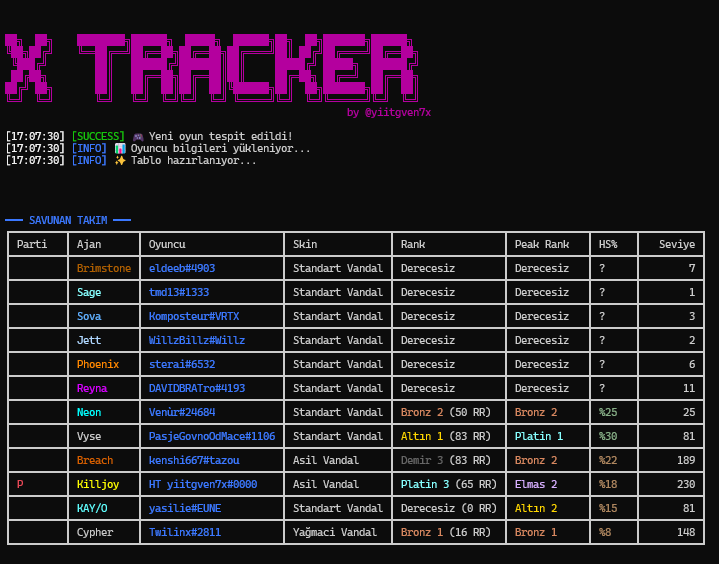 X TRACKER
by @yiitgven7x
[17:07:30] [SUCCESS] 🎮 Yeni oyun tespit edildi!
[17:07:30] [INFO] 📊 Oyuncu bilgileri yükleniyor...
[17:07:30] [INFO] ✨ Tablo hazırlanıyor...
SAVUNAN TAKIM
Parti Ajan Oyuncu Skin Rank Peak Rank HS% Seviye
Brimstone eldeeb#4903 Standart Vandal Derecesiz Derecesiz ? 7
Sage tmd13#1333 Standart Vandal Derecesiz Derecesiz ? 1
Sova Komposteur#VRTX Standart Vandal Derecesiz Derecesiz ? 3
Jett WillzBillz#Willz Standart Vandal Derecesiz Derecesiz ? 2
Phoenix sterai#6532 Standart Vandal Derecesiz Derecesiz ? 6
Reyna DAVIDBRATro#4193 Standart Vandal Derecesiz Derecesiz ? 11
Neon Venùr#24684 Standart Vandal Bronz 2 (50 RR) Bronz 2 %25 25
Vyse PasjeGovnoOdMace#1106 Standart Vandal Altın 1 (83 RR) Platin 1 %30 81
Breach kenshi667#tazou Asil Vandal Demir 3 (83 RR) Bronz 2 %22 189
P Killjoy HT yiitgven7x#0000 Asil Vandal Platin 3 (65 RR) Elmas 2 %18 230
KAY/O yasilie#EUNE Standart Vandal Derecesiz (0 RR) Altın 2 %15 81
Cypher Twilinx#2811 Yağmacı Vandal Bronz 1 (16 RR) Bronz 1 %8 148